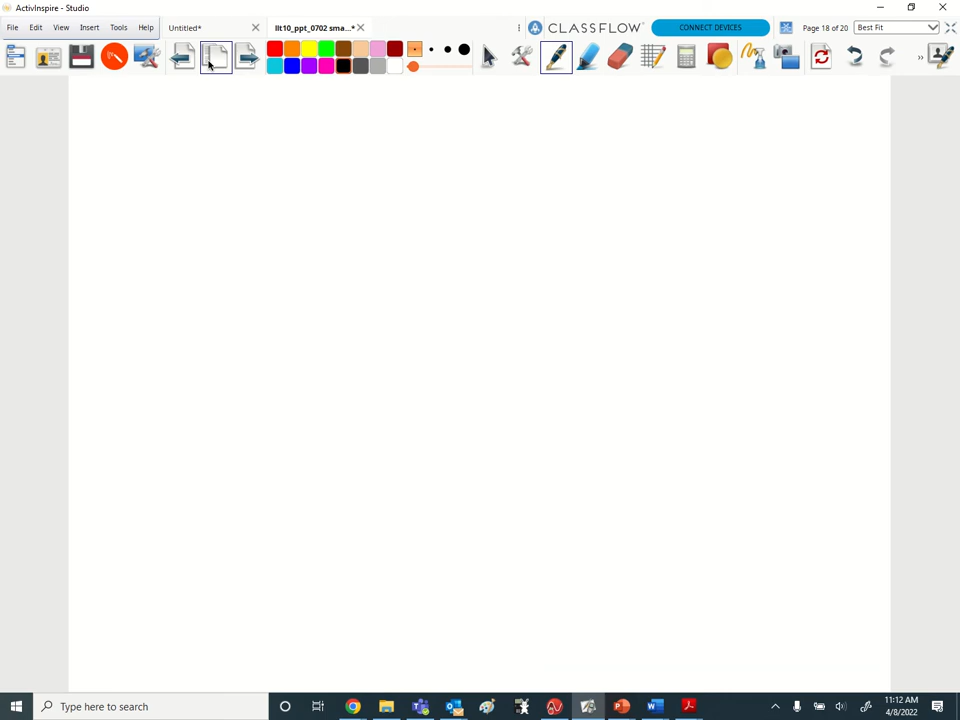 ActivInspire - Studio
File Edit View Insert Tools Help
Untitled*
llt10_ppt_0702 sma...*
CLASSFLOW
CONNECT DEVICES
Page 18 of 20
Best Fit
»
Type here to search
11:12 AM
4/8/2022